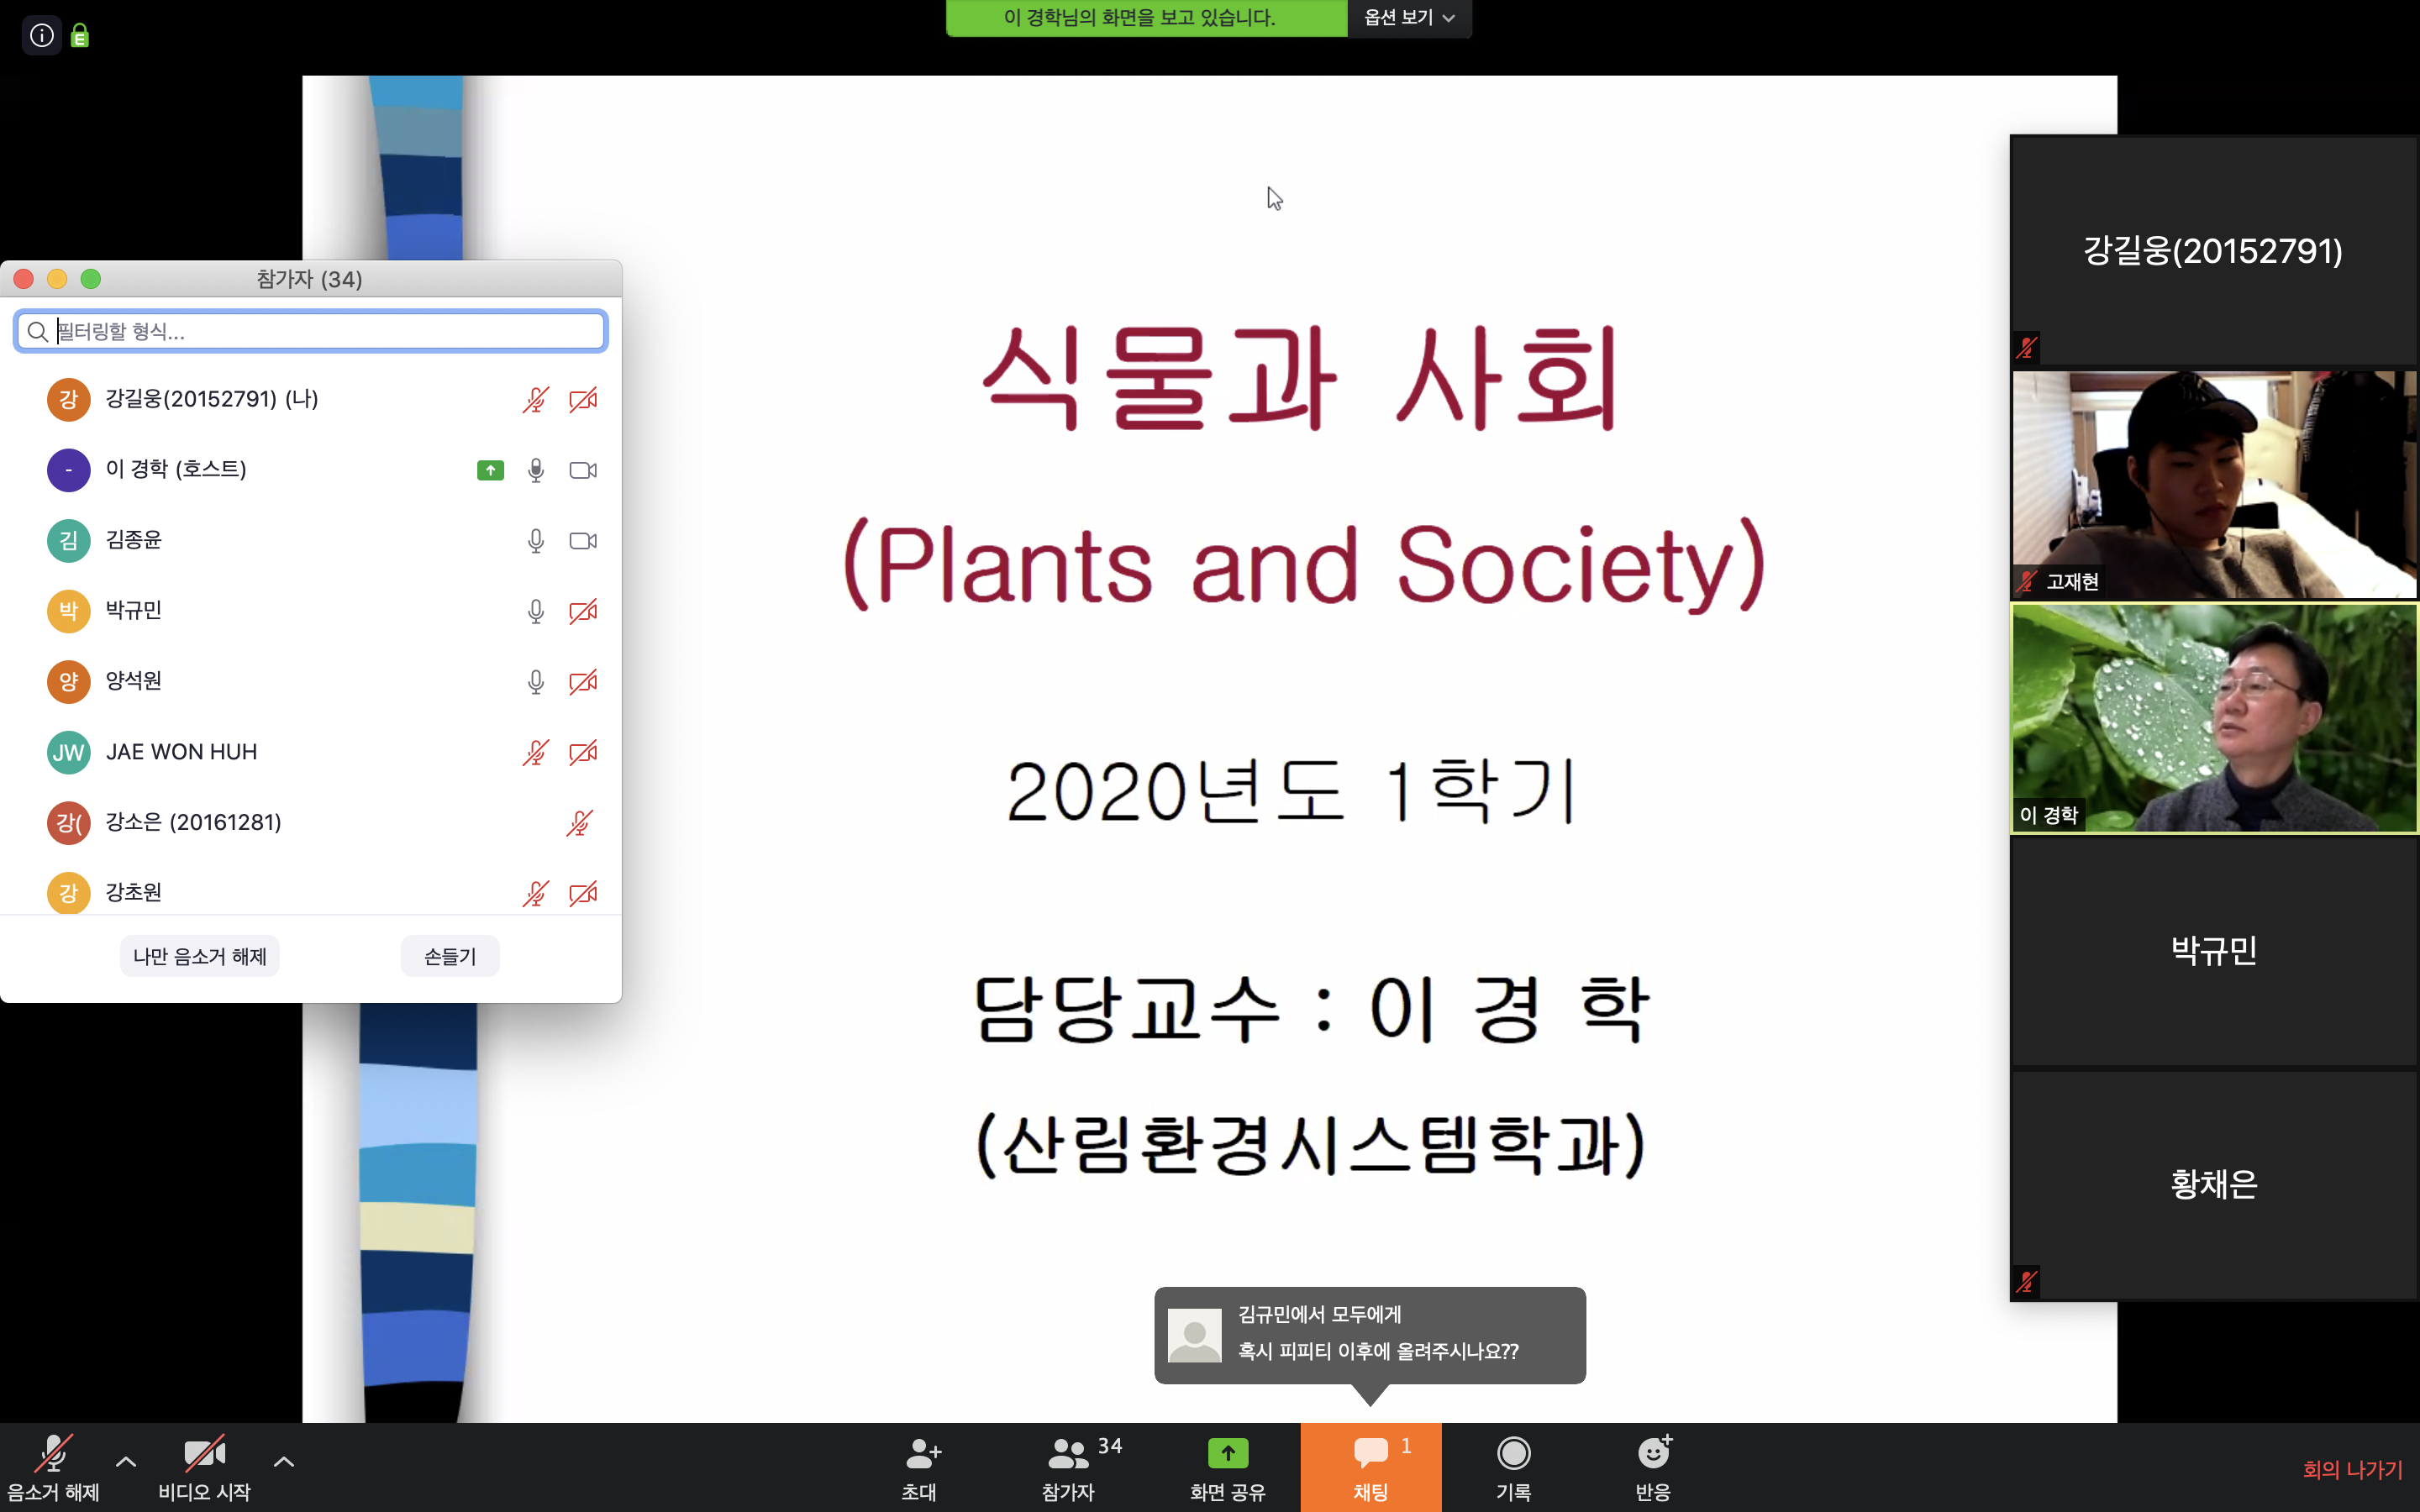 이 경학님의 화면을 보고 있습니다.
옵션 보기
참가자 (34)
필터링할 형식...
강
강길웅(20152791) (나)
-
이 경학 (호스트)
김
김종윤
박
박규민
양
양석원
JW
JAE WON HUH
강(
강소은 (20161281)
강
강초원
나만 음소거 해제
손들기
식물과 사회
(Plants and Society)
2020년도 1학기
담당교수 : 이 경 학
(산림환경시스템학과)
강길웅(20152791)
고재현
이 경학
박규민
황채은
김규민에서 모두에게
혹시 피피티 이후에 올려주시나요??
음소거 해제
비디오 시작
초대
34
참가자
화면 공유
1
채팅
기록
반응
회의 나가기